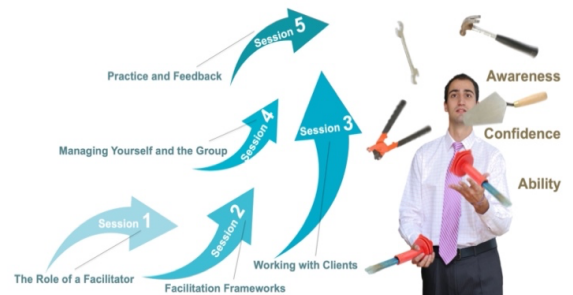 Session 5
Practice and Feedback
Session 4
Managing Yourself and the Group
Session 3
Working with Clients
Session 2
Facilitation Frameworks
Session 1
The Role of a Facilitator
Awareness
Confidence
Ability